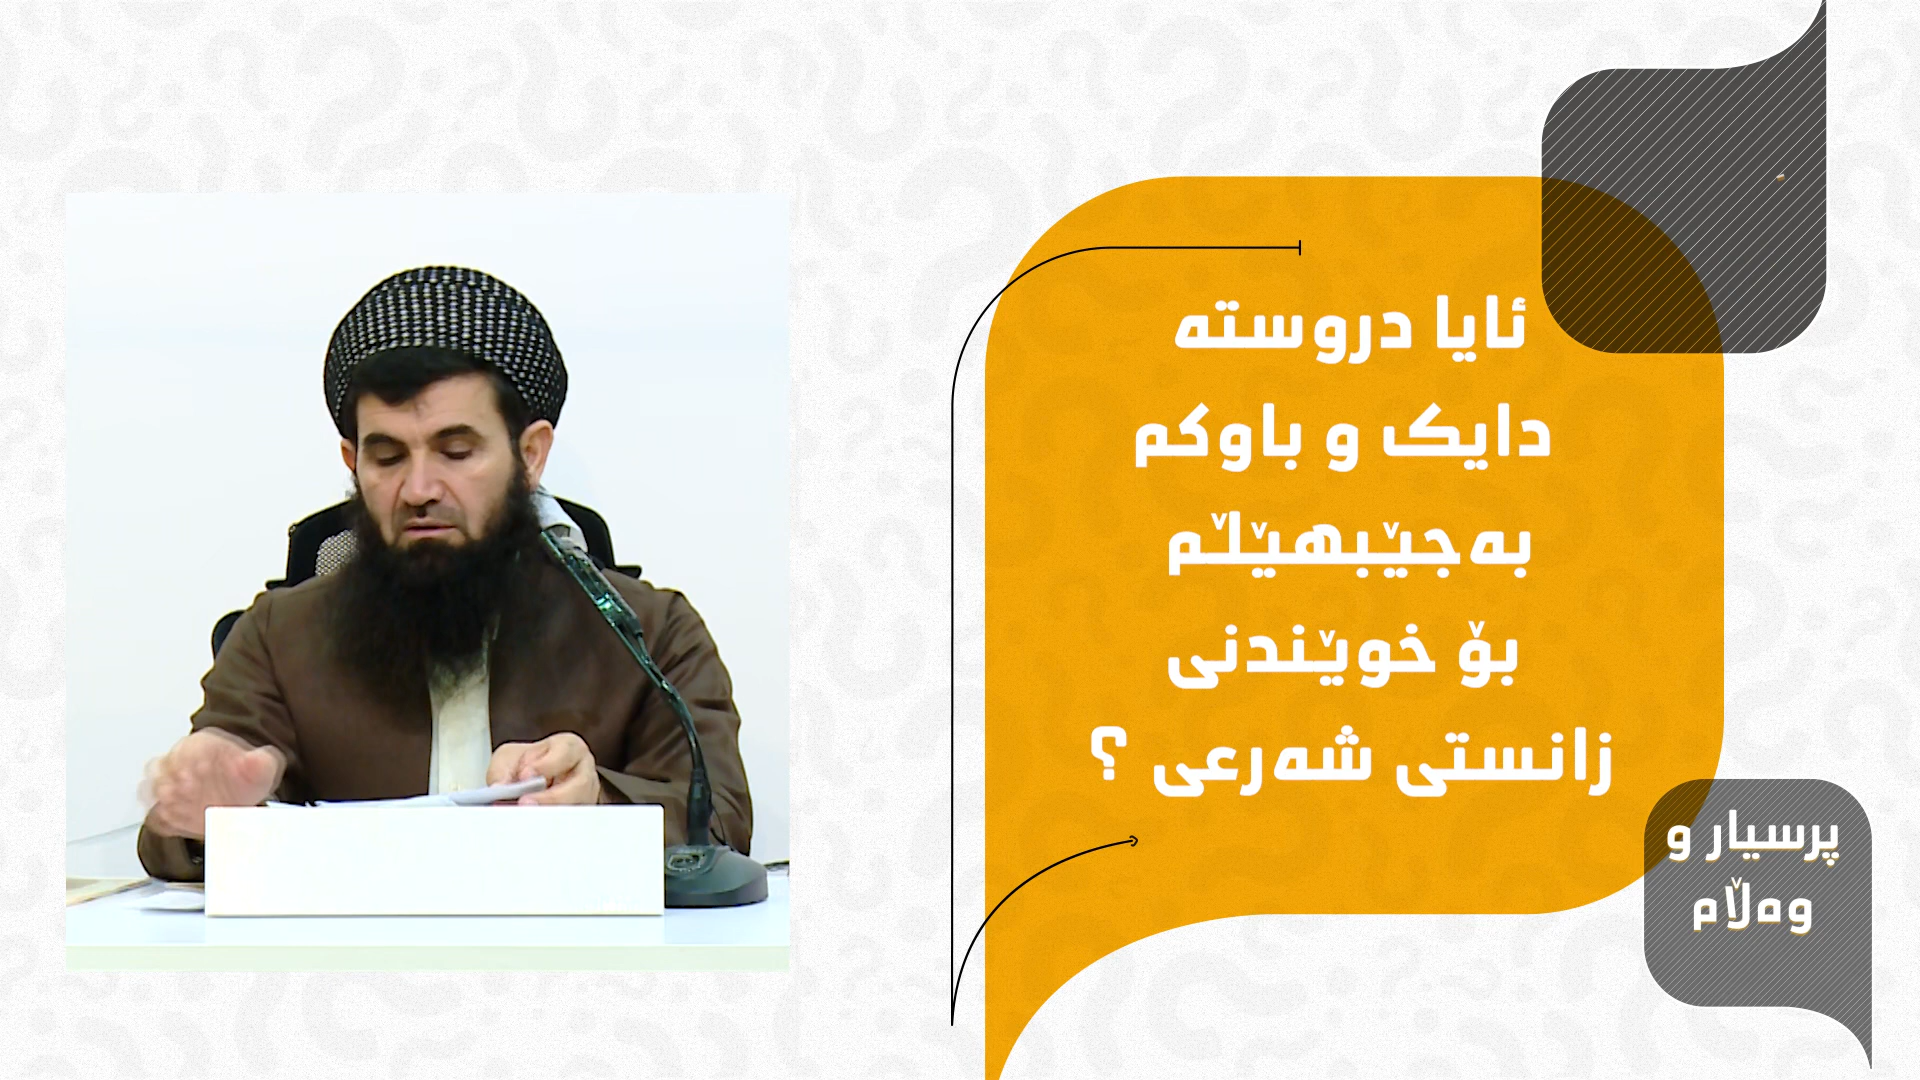 ئایا دروستە
دایک و باوکم
بەجێبهێڵم
بۆ خوێندنی
زانستی شەرعی ؟
پرسیار و
وەڵام